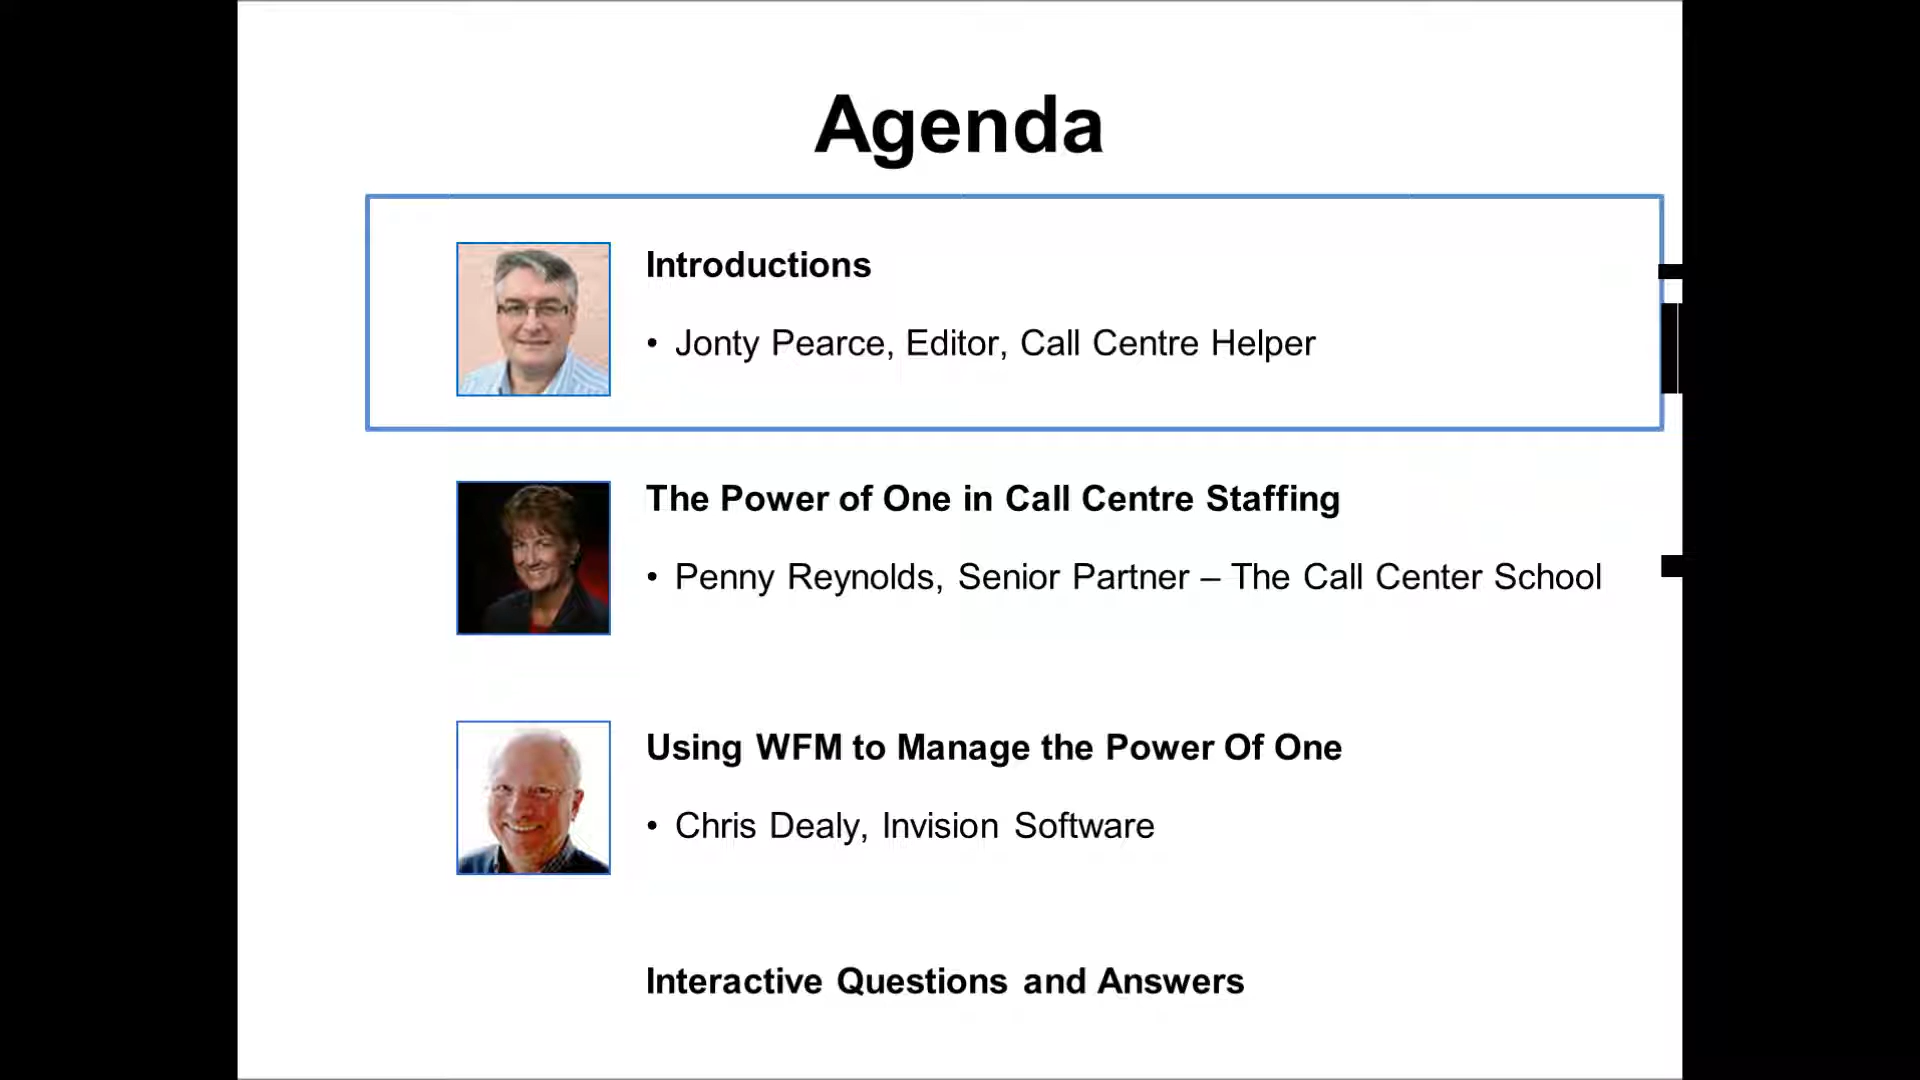 Agenda
Introductions
• Jonty Pearce, Editor, Call Centre Helper
The Power of One in Call Centre Staffing
• Penny Reynolds, Senior Partner – The Call Center School
Using WFM to Manage the Power Of One
• Chris Dealy, Invision Software
Interactive Questions and Answers